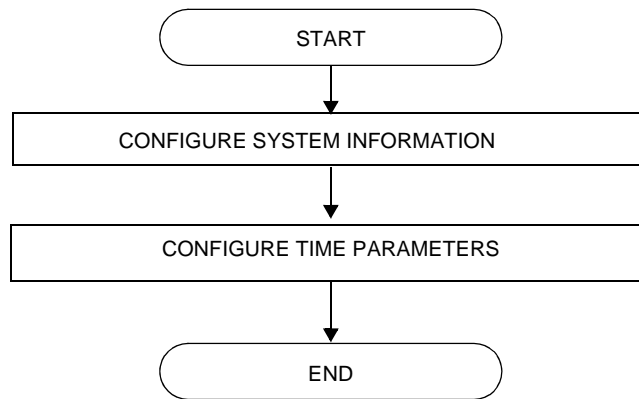 START
CONFIGURE SYSTEM INFORMATION
CONFIGURE TIME PARAMETERS
END